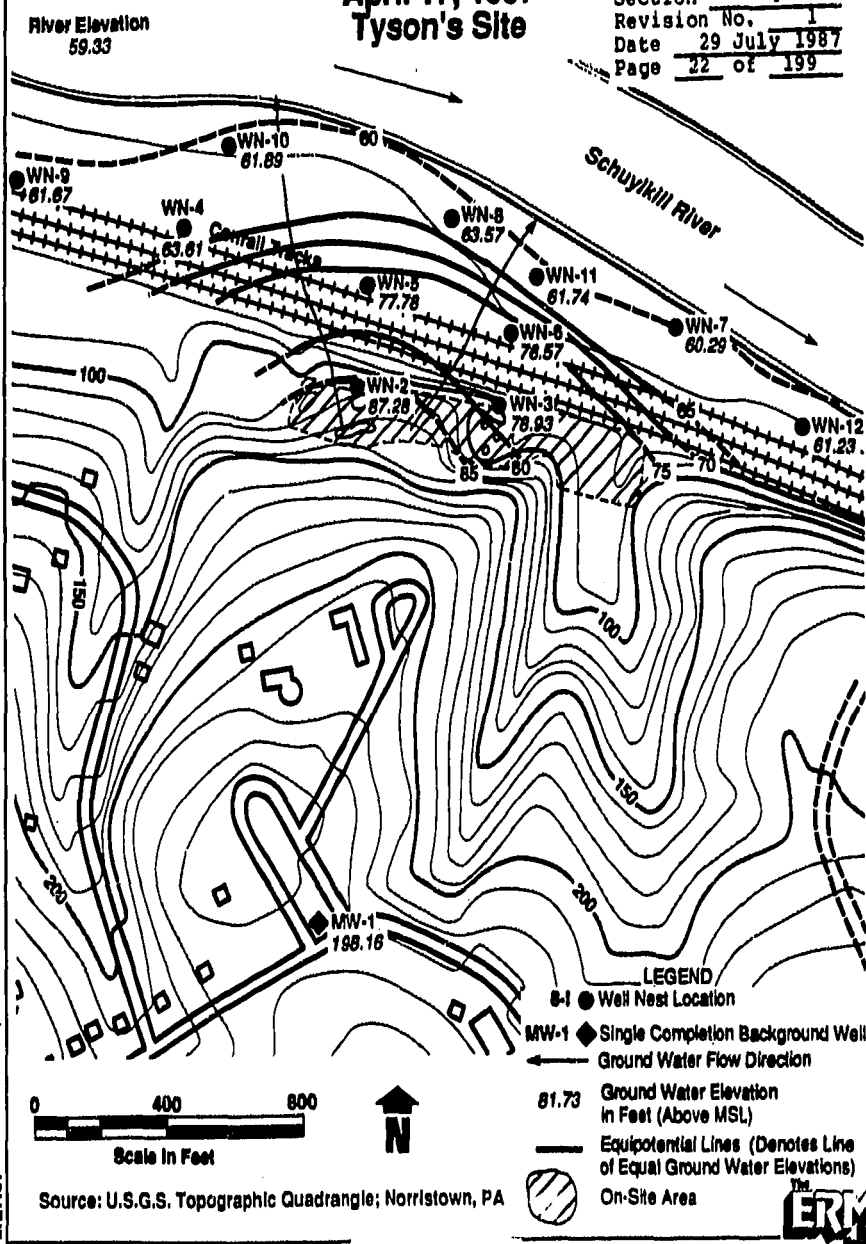 Tyson's Site
Revision No. 1
Date 29 July 1987
Page 22 of 199
River Elevation
59.33
Schuylkill River
WN-10
61.89
60
WN-9
61.67
WN-4
63.61
Conrail Tracks
WN-8
63.57
WN-11
61.74
WN-5
77.78
WN-6
76.57
WN-7
60.29
100
WN-2
87.28
WN-3
78.93
65
WN-12
61.23
85
80
75
70
150
100
150
200
200
MW-1
198.16
LEGEND
Well Nest Location
MW-1 Single Completion Background Well
Ground Water Flow Direction
81.73 Ground Water Elevation
in Feet (Above MSL)
Equipotential Lines (Denotes Line
of Equal Ground Water Elevations)
On-Site Area
0 400 800
Scale in Feet
N
Source: U.S.G.S. Topographic Quadrangle; Norristown, PA
The
ERM